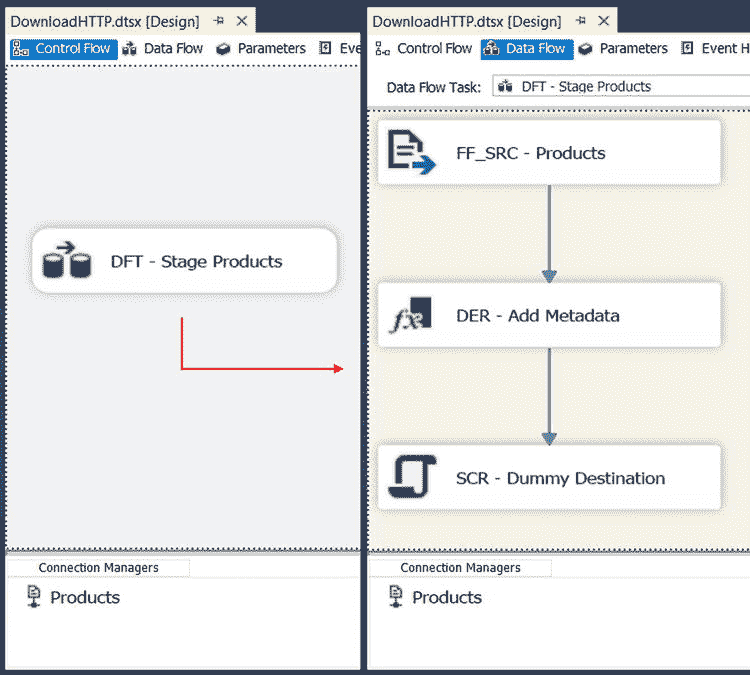 DownloadHTTP.dtsx [Design]
Control Flow Data Flow Parameters Eve
DFT - Stage Products
Connection Managers
Products
DownloadHTTP.dtsx [Design]
Control Flow Data Flow Parameters Event H
Data Flow Task: DFT - Stage Products
FF_SRC - Products
fx
DER - Add Metadata
SCR - Dummy Destination
Connection Managers
Products